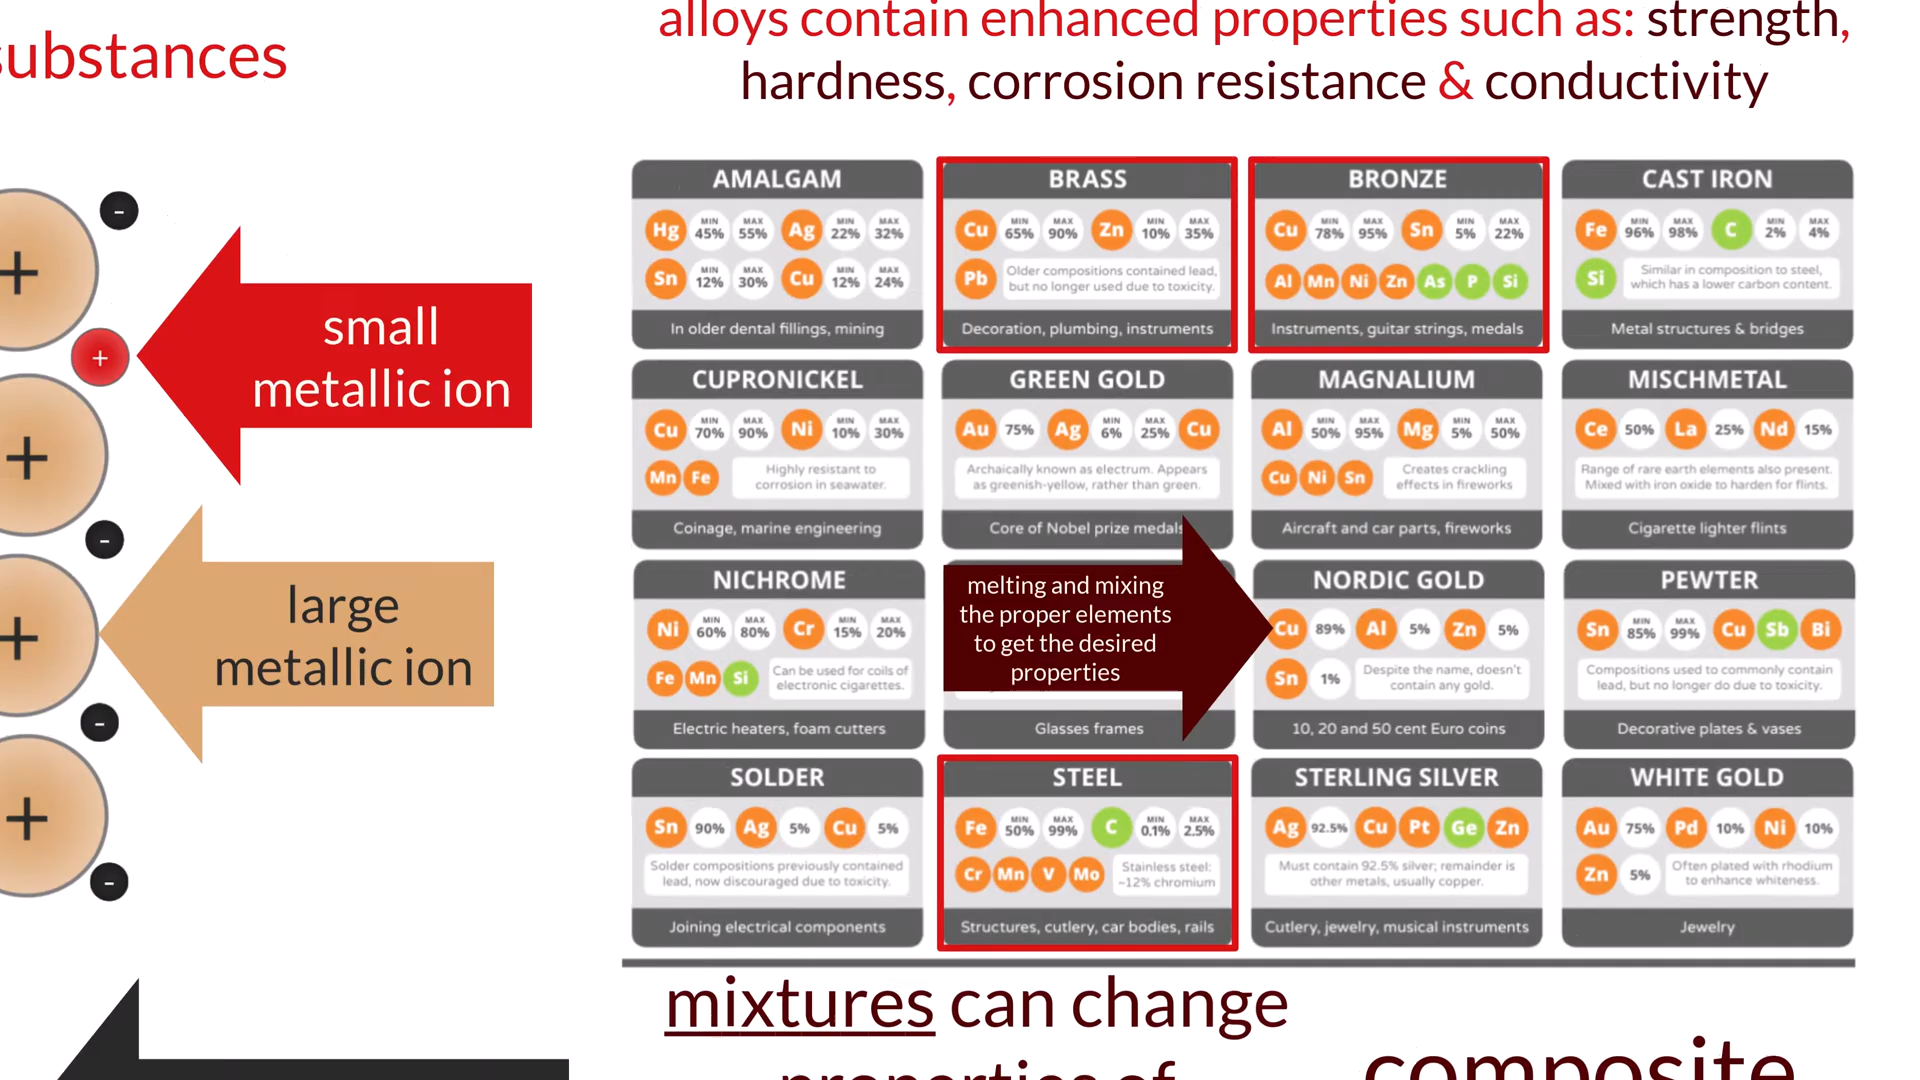 substances
alloys contain enhanced properties such as: strength,
hardness, corrosion resistance & conductivity
+
-
+
small
metallic ion
+
-
large
metallic ion
+
-
+
-
AMALGAM
Hg MIN 45% MAX 55% Ag MIN 22% MAX 32%
Sn MIN 12% MAX 30% Cu MIN 12% MAX 24%
In older dental fillings, mining
BRASS
Cu MIN 65% MAX 90% Zn MIN 10% MAX 35%
Pb Older compositions contained lead,
but no longer used due to toxicity.
Decoration, plumbing, instruments
BRONZE
Cu MIN 78% MAX 95% Sn MIN 5% MAX 22%
Al Mn Ni Zn As P Si
Instruments, guitar strings, medals
CAST IRON
Fe MIN 96% MAX 98% C MIN 2% MAX 4%
Si Similar in composition to steel,
which has a lower carbon content.
Metal structures & bridges
CUPRONICKEL
Cu MIN 70% MAX 90% Ni MIN 10% MAX 30%
Mn Fe Highly resistant to
corrosion in seawater.
Coinage, marine engineering
GREEN GOLD
Au 75% Ag MIN 6% MAX 25% Cu
Archaically known as electrum. Appears
as greenish-yellow, rather than green.
Core of Nobel prize medals
MAGNALIUM
Al MIN 50% MAX 95% Mg MIN 5% MAX 50%
Cu Ni Sn Creates crackling
effects in fireworks
Aircraft and car parts, fireworks
MISCHMETAL
Ce 50% La 25% Nd 15%
Range of rare earth elements also present.
Mixed with iron oxide to harden for flints.
Cigarette lighter flints
NICHROME
Ni MIN 60% MAX 80% Cr MIN 15% MAX 20%
Fe Mn Si Can be used for coils of
electronic cigarettes.
Electric heaters, foam cutters
melting and mixing
the proper elements
to get the desired
properties
Glasses frames
NORDIC GOLD
Cu 89% Al 5% Zn 5%
Sn 1% Despite the name, doesn't
contain any gold.
10, 20 and 50 cent Euro coins
PEWTER
Sn MIN 85% MAX 99% Cu Sb Bi
Compositions used to commonly contain
lead, but no longer do due to toxicity.
Decorative plates & vases
SOLDER
Sn 90% Ag 5% Cu 5%
Solder compositions previously contained
lead, now discouraged due to toxicity.
Joining electrical components
STEEL
Fe MIN 50% MAX 99% C MIN 0.1% MAX 2.5%
Cr Mn V Mo Stainless steel:
~12% chromium
Structures, cutlery, car bodies, rails
STERLING SILVER
Ag 92.5% Cu Pt Ge Zn
Must contain 92.5% silver; remainder is
other metals, usually copper.
Cutlery, jewelry, musical instruments
WHITE GOLD
Au 75% Pd 10% Ni 10%
Zn 5% Often plated with rhodium
to enhance whiteness.
Jewelry
mixtures can change
properties of
composite